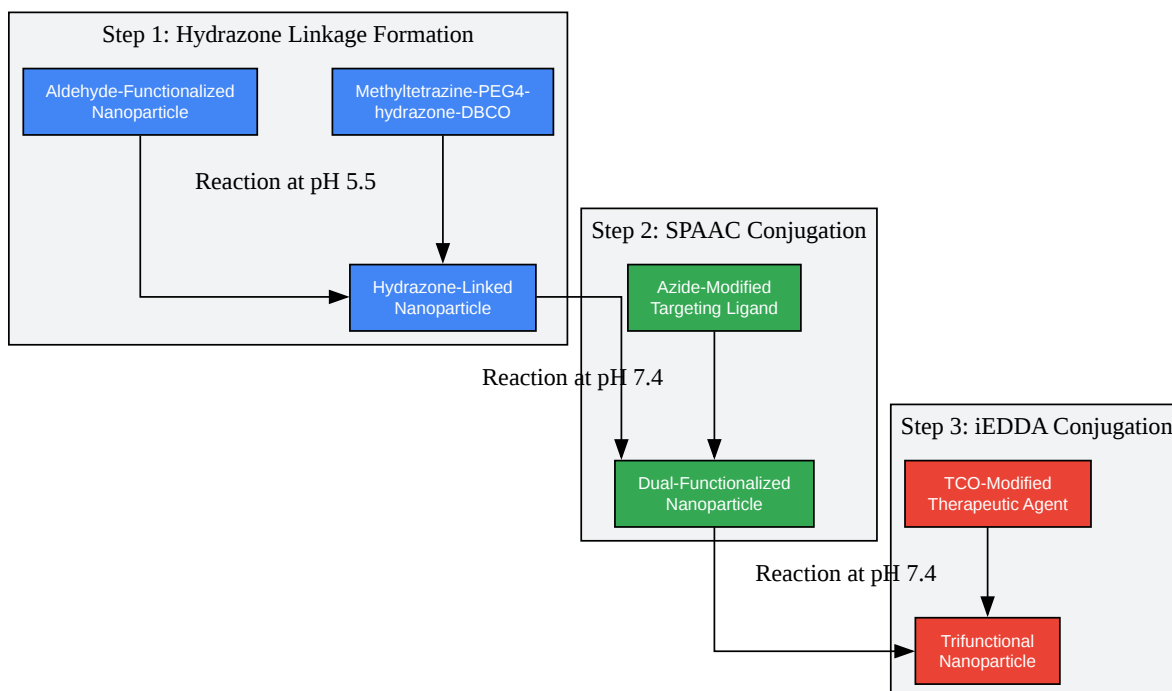 Step 1: Hydrazone Linkage Formation
Aldehyde-Functionalized
Nanoparticle
Methyltetrazine-PEG4-
hydrazone-DBCO
Reaction at pH 5.5
Hydrazone-Linked
Nanoparticle
Step 2: SPAAC Conjugation
Azide-Modified
Targeting Ligand
Reaction at pH 7.4
Dual-Functionalized
Nanoparticle
Step 3: iEDDA Conjugation
TCO-Modified
Therapeutic Agent
Reaction at pH 7.4
Trifunctional
Nanoparticle